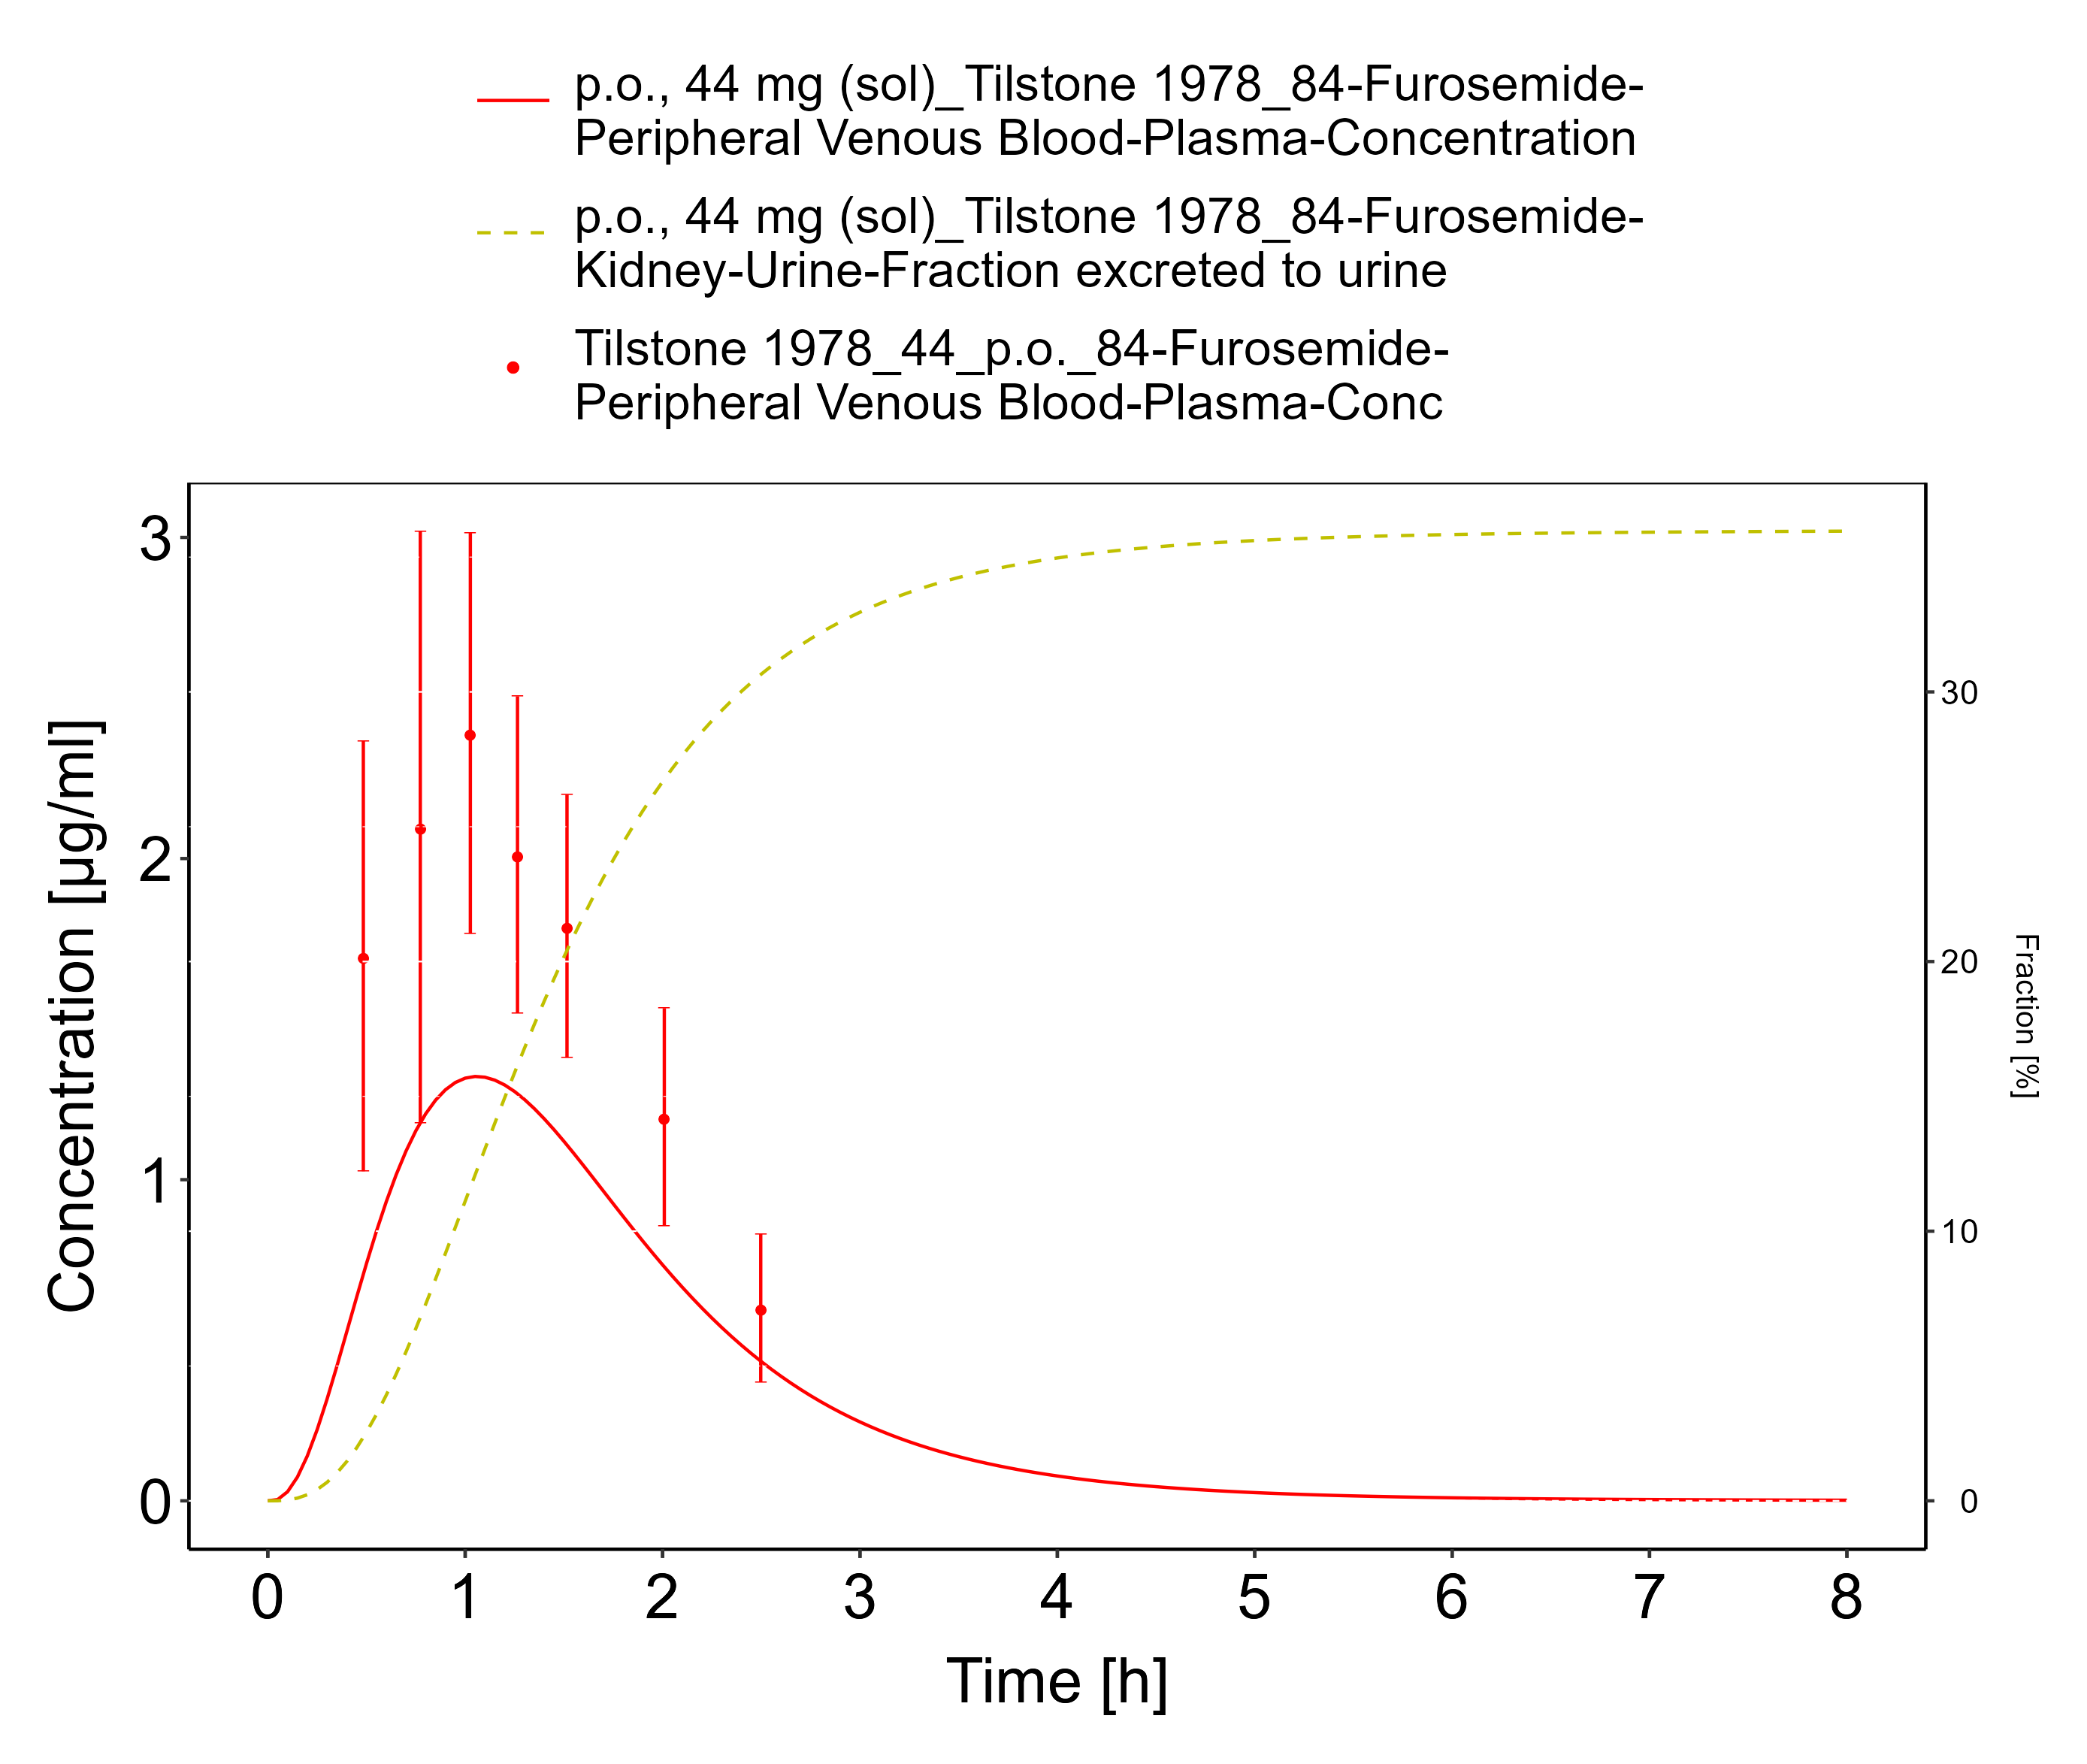 p.o., 44 mg (sol)_Tilstone 1978_84-Furosemide-
Peripheral Venous Blood-Plasma-Concentration
p.o., 44 mg (sol)_Tilstone 1978_84-Furosemide-
Kidney-Urine-Fraction excreted to urine
Tilstone 1978_44_p.o._84-Furosemide-
Peripheral Venous Blood-Plasma-Conc
3
2
1
0
Concentration [µg/ml]
30
20
10
0
Fraction [%]
0 1 2 3 4 5 6 7 8
Time [h]